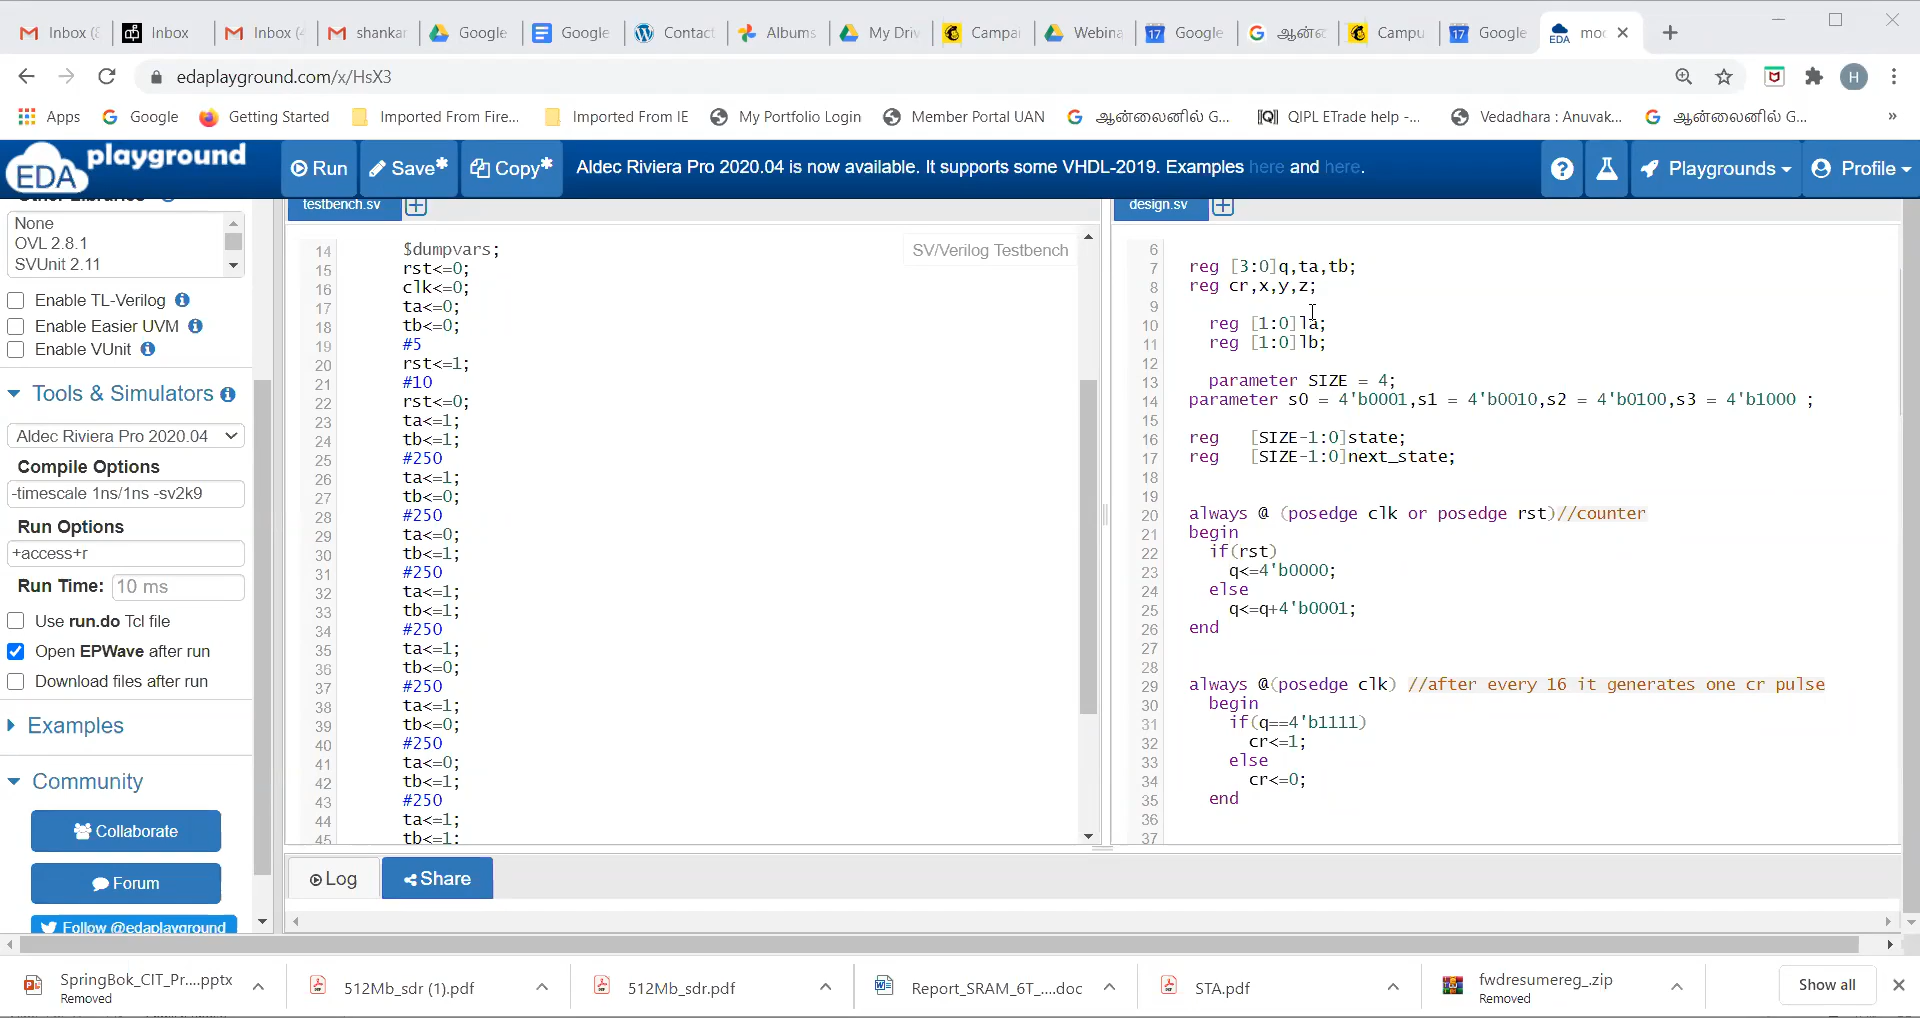 Inbox (8
Inbox
Inbox (4
shankar
Google
Google
Contact
Albums
My Driv
Campai
Webina
17 Google
ஆன்லை
Campu
17 Google
EDA moc
edaplayground.com/x/HsX3
H
Apps
Google
Getting Started
Imported From Fire...
Imported From IE
My Portfolio Login
Member Portal UAN
ஆன்லைனில் G...
|Q| QIPL ETrade help -...
Vedadhara : Anuvak...
ஆன்லைனில் G...
»
EDA playground
Run
Save*
Copy*
Aldec Riviera Pro 2020.04 is now available. It supports some VHDL-2019. Examples here and here.
Playgrounds
Profile
Other Libraries
None
OVL 2.8.1
SVUnit 2.11
Enable TL-Verilog
Enable Easier UVM
Enable VUnit
Tools & Simulators
Aldec Riviera Pro 2020.04
Compile Options
-timescale 1ns/1ns -sv2k9
Run Options
+access+r
Run Time: 10 ms
Use run.do Tcl file
Open EPWave after run
Download files after run
Examples
Community
Collaborate
Forum
Follow @edaplayground
testbench.sv
SV/Verilog Testbench
14 $dumpvars;
15 rst<=0;
16 clk<=0;
17 ta<=0;
18 tb<=0;
19 #5
20 rst<=1;
21 #10
22 rst<=0;
23 ta<=1;
24 tb<=1;
25 #250
26 ta<=1;
27 tb<=0;
28 #250
29 ta<=0;
30 tb<=1;
31 #250
32 ta<=1;
33 tb<=1;
34 #250
35 ta<=1;
36 tb<=0;
37 #250
38 ta<=1;
39 tb<=0;
40 #250
41 ta<=0;
42 tb<=1;
43 #250
44 ta<=1;
45 tb<=1;
design.sv
6
7 reg [3:0]q,ta,tb;
8 reg cr,x,y,z;
9
10 reg [1:0]la;
11 reg [1:0]lb;
12
13 parameter SIZE = 4;
14 parameter s0 = 4'b0001,s1 = 4'b0010,s2 = 4'b0100,s3 = 4'b1000 ;
15
16 reg [SIZE-1:0]state;
17 reg [SIZE-1:0]next_state;
18
19
20 always @ (posedge clk or posedge rst)//counter
21 begin
22 if(rst)
23 q<=4'b0000;
24 else
25 q<=q+4'b0001;
26 end
27
28
29 always @(posedge clk) //after every 16 it generates one cr pulse
30 begin
31 if(q==4'b1111)
32 cr<=1;
33 else
34 cr<=0;
35 end
36
37
Log
Share
SpringBok_CIT_Pr....pptx
Removed
512Mb_sdr (1).pdf
512Mb_sdr.pdf
Report_SRAM_6T_....doc
STA.pdf
fwdresumereg_.zip
Removed
Show all